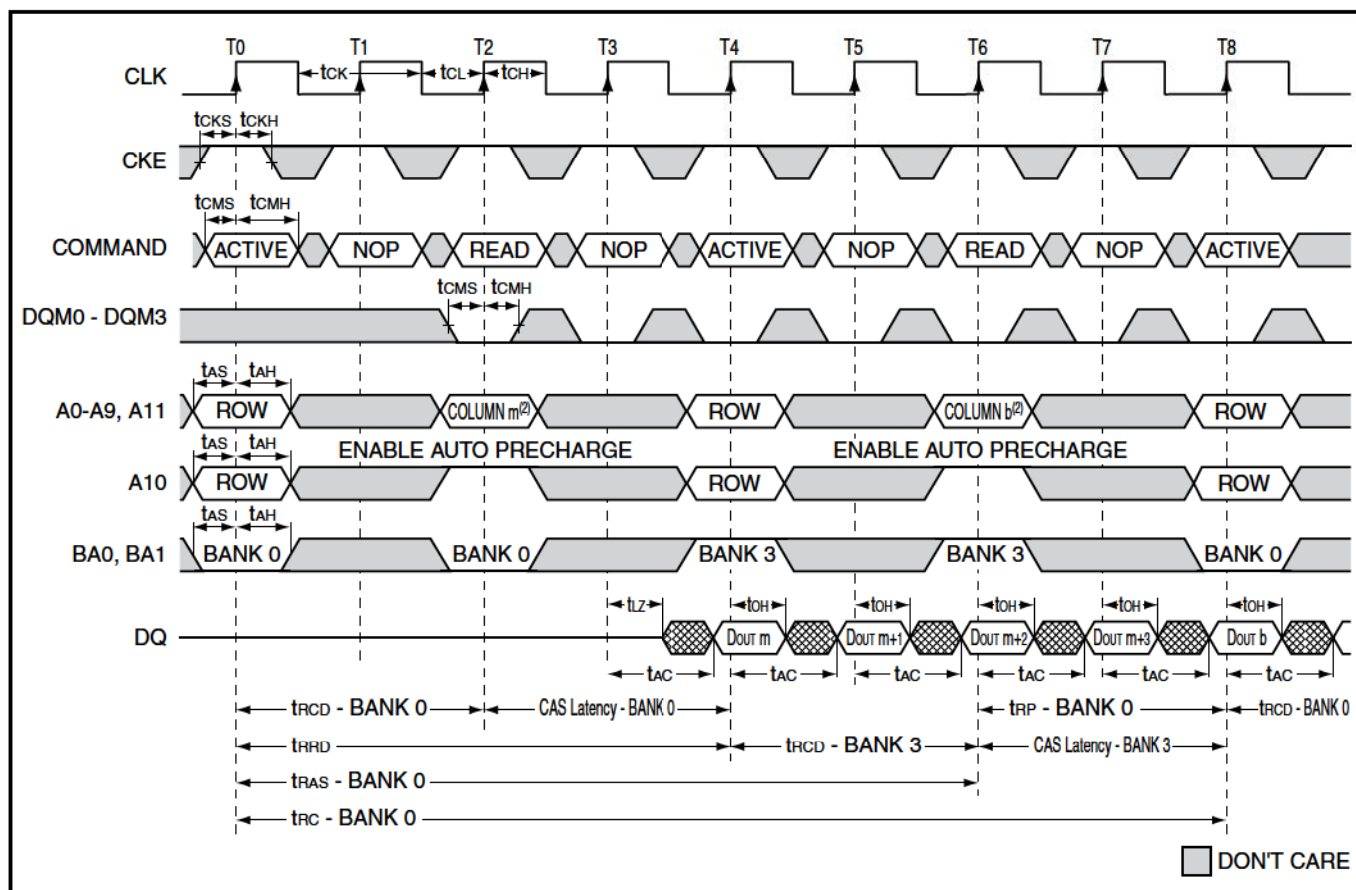 T0 T1 T2 T3 T4 T5 T6 T7 T8
CLK
tCK tCL tCH
tCKS tCKH
CKE
tCMS tCMH
COMMAND ACTIVE NOP READ NOP ACTIVE NOP READ NOP ACTIVE
tCMS tCMH
DQM0 - DQM3
tAS tAH
A0-A9, A11 ROW COLUMN m(2) ROW COLUMN b(2) ROW
tAS tAH ENABLE AUTO PRECHARGE ENABLE AUTO PRECHARGE
A10 ROW ROW ROW
tAS tAH
BA0, BA1 BANK 0 BANK 0 BANK 3 BANK 3 BANK 0
tLZ tOH tOH tOH tOH tOH
DQ DOUT m DOUT m+1 DOUT m+2 DOUT m+3 DOUT b
tAC tAC tAC tAC tAC tAC
tRCD - BANK 0 CAS Latency - BANK 0 tRP - BANK 0 tRCD - BANK 0
tRRD tRCD - BANK 3 CAS Latency - BANK 3
tRAS - BANK 0
tRC - BANK 0
DON'T CARE